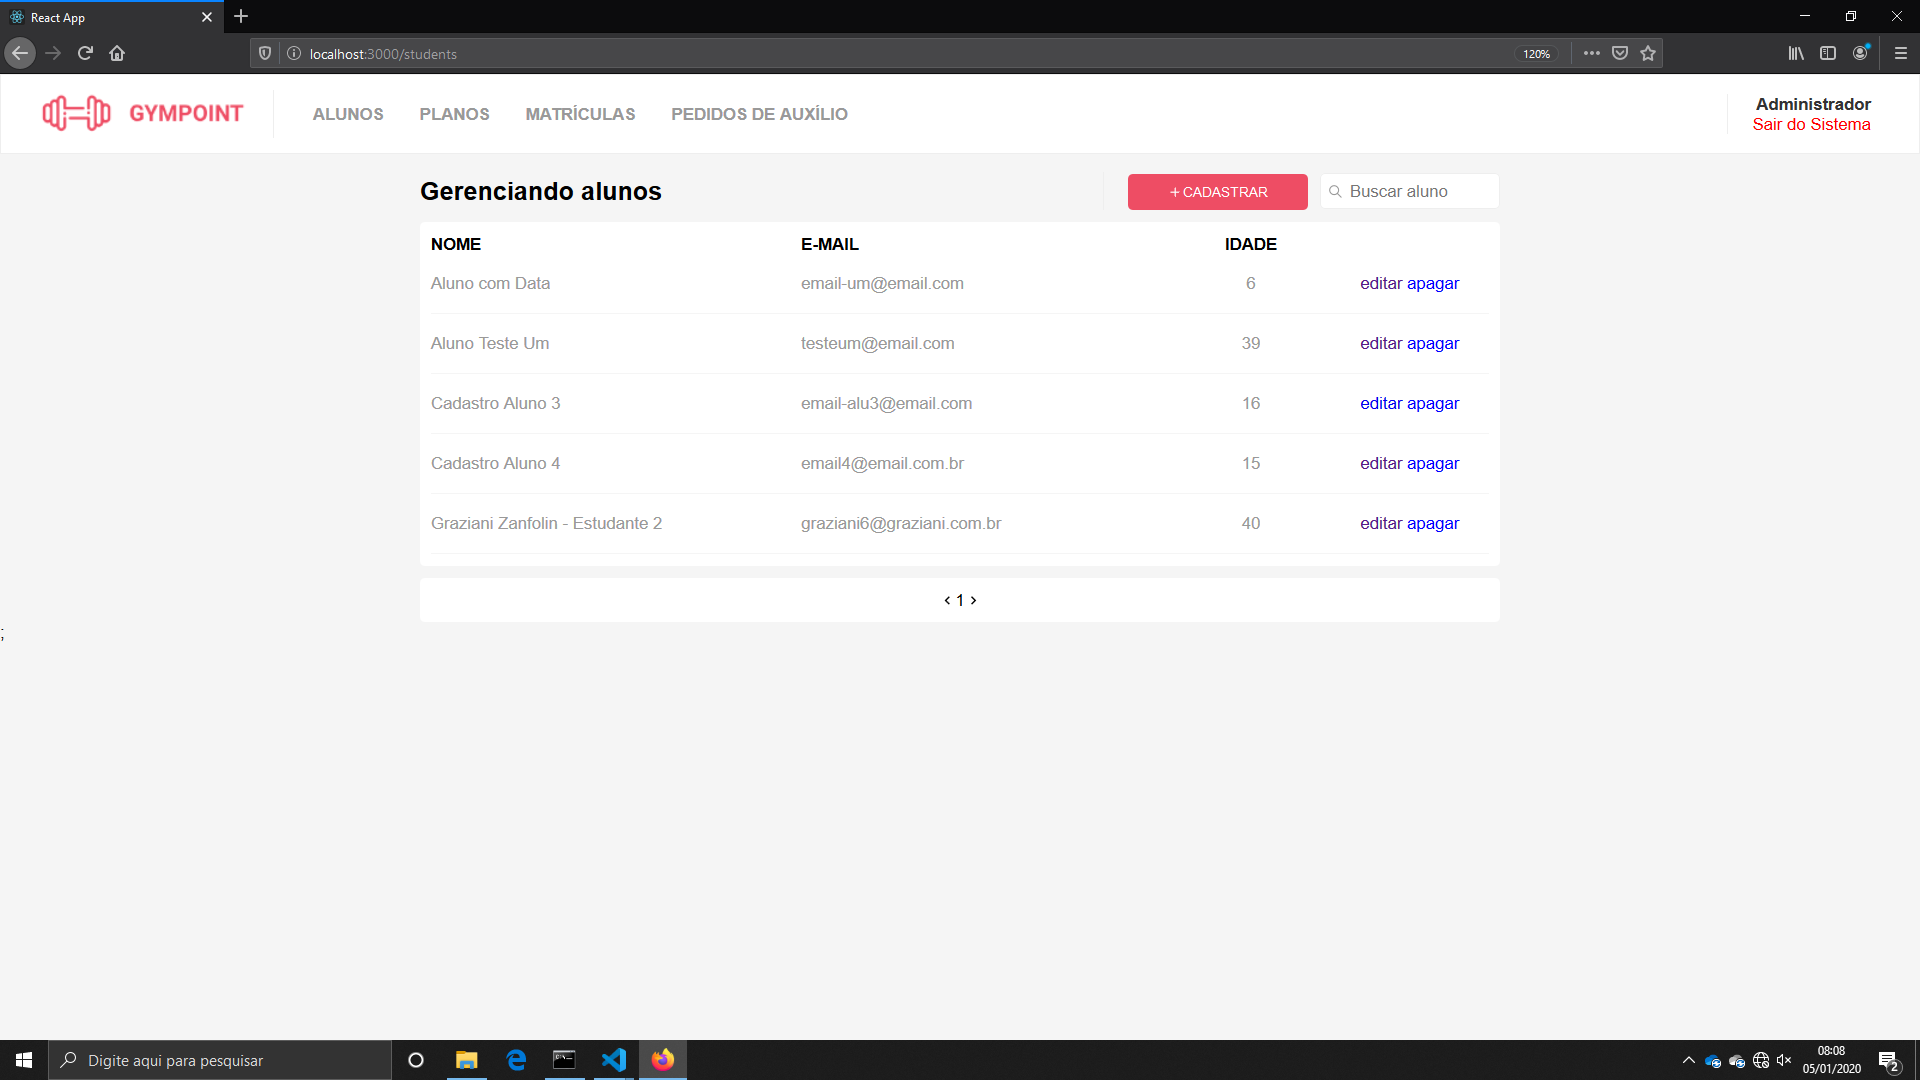 React App
localhost:3000/students
120%
GYMPOINT
ALUNOS PLANOS MATRÍCULAS PEDIDOS DE AUXÍLIO
Administrador
Sair do Sistema
Gerenciando alunos
+ CADASTRAR
Buscar aluno
NOME E-MAIL IDADE
Aluno com Data email-um@email.com 6 editar apagar
Aluno Teste Um testeum@email.com 39 editar apagar
Cadastro Aluno 3 email-alu3@email.com 16 editar apagar
Cadastro Aluno 4 email4@email.com.br 15 editar apagar
Graziani Zanfolin - Estudante 2 graziani6@graziani.com.br 40 editar apagar
< 1 >
;
Digite aqui para pesquisar
08:08
05/01/2020
2